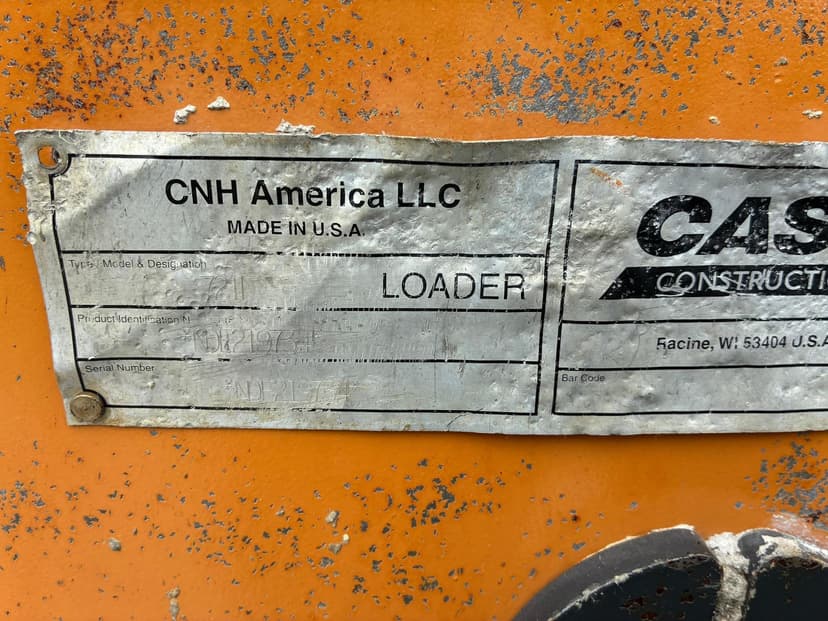 CNH America LLC
MADE IN U.S.A.
Type / Model & Designation
LOADER
Product Identification N
Serial Number
CAS
CONSTRUCTI
Racine, WI 53404 U.S.A
Bar Code